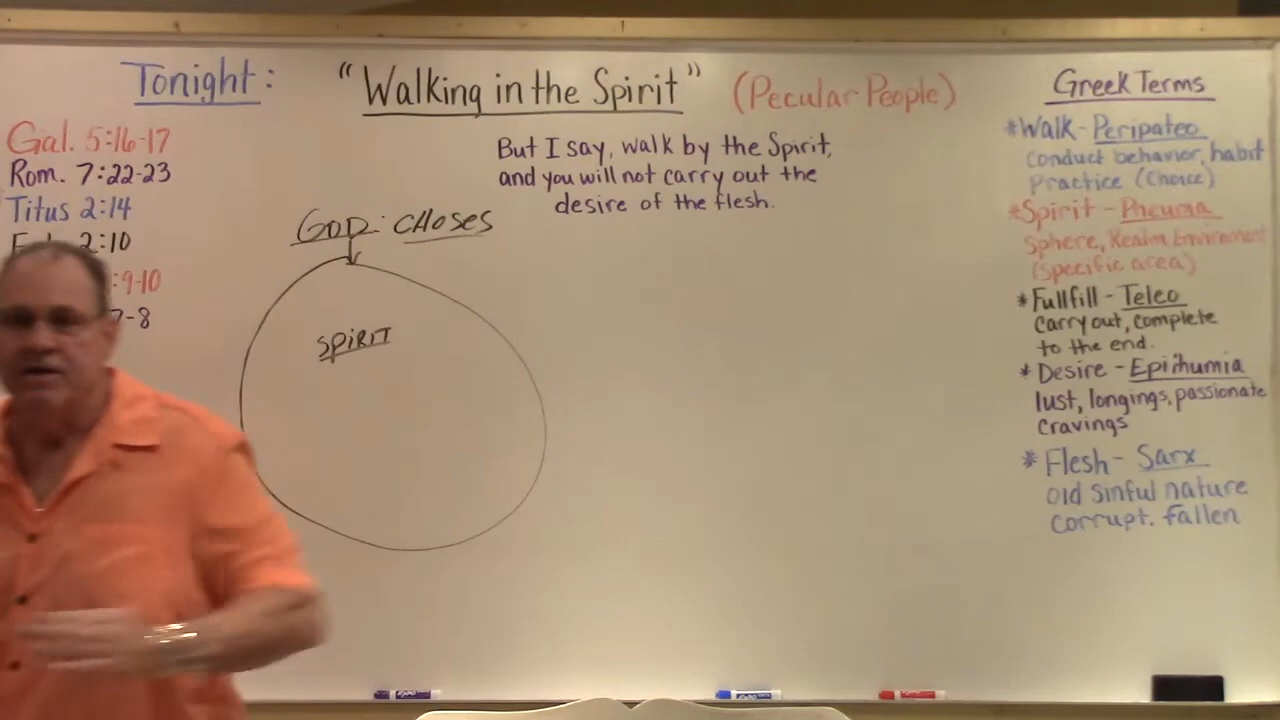 Tonight:
"Walking in the Spirit" (Pecular People)
Gal. 5:16-17
Rom. 7:22-23
Titus 2:14
2:10
:9-10
7-8
But I say, walk by the Spirit,
and you will not carry out the
desire of the flesh.
GOD: CHOSES
SPIRIT
Greek Terms
*Walk - Peripateo
conduct behavior, habit
Practice (Choice)
*Spirit - Pneuma
Sphere, Realm Environment
(specific area)
*Fullfill - Teleo
Carry out, complete
to the end.
*Desire - Epithumia
lust, longings, passionate
Cravings
*Flesh - Sarx
old sinful nature
corrupt. fallen